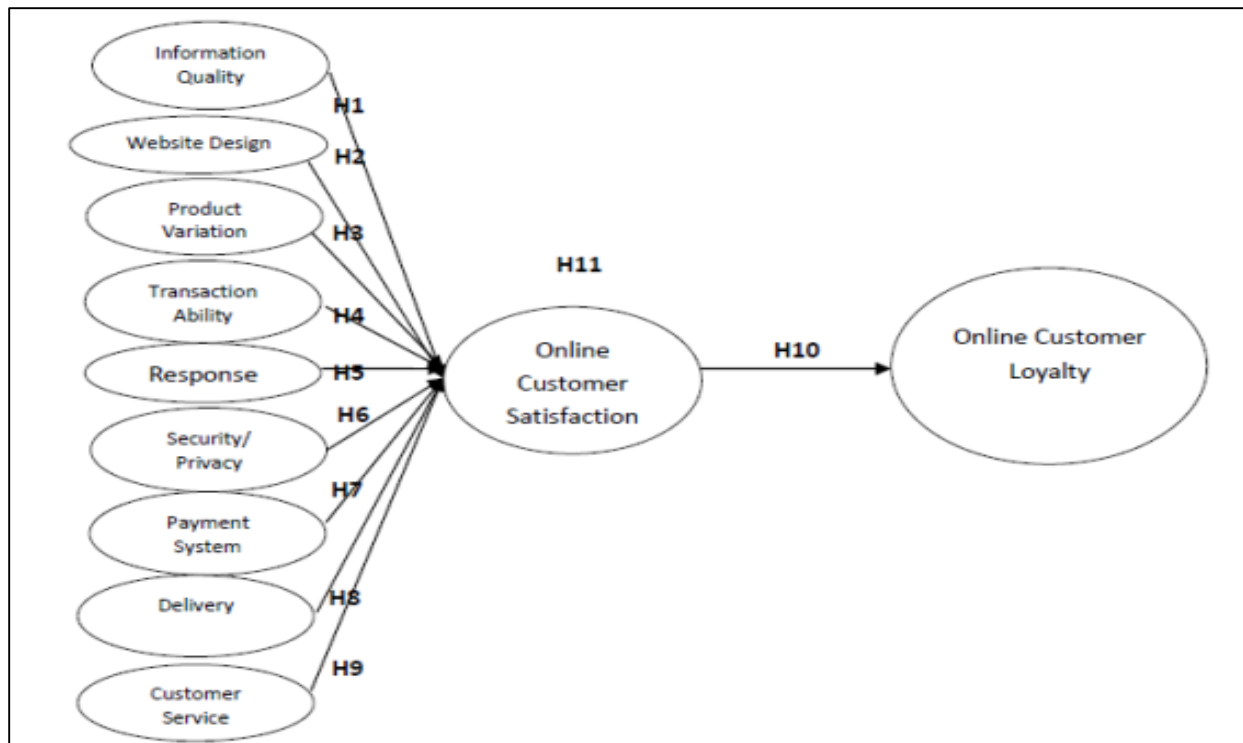 Information
Quality
H1
Website Design
H2
Product
Variation
H3
H11
Transaction
Ability
H4
Online
Customer
Satisfaction
H10
Online Customer
Loyalty
Response
H5
H6
Security/
Privacy
H7
Payment
System
Delivery
H8
H9
Customer
Service